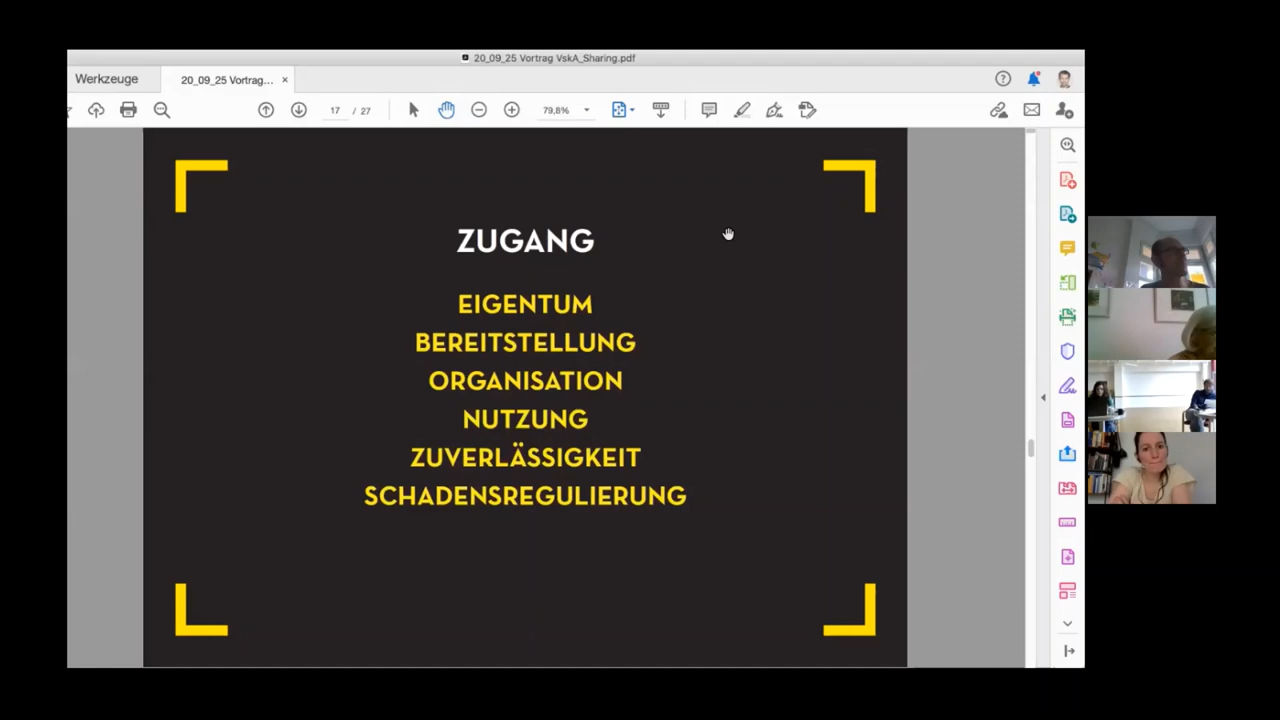 20_09_25 Vortrag VskA_Sharing.pdf
Werkzeuge
20_09_25 Vortrag... ×
17 / 27
79,8%
ZUGANG
EIGENTUM
BEREITSTELLUNG
ORGANISATION
NUTZUNG
ZUVERLÄSSIGKEIT
SCHADENSREGULIERUNG